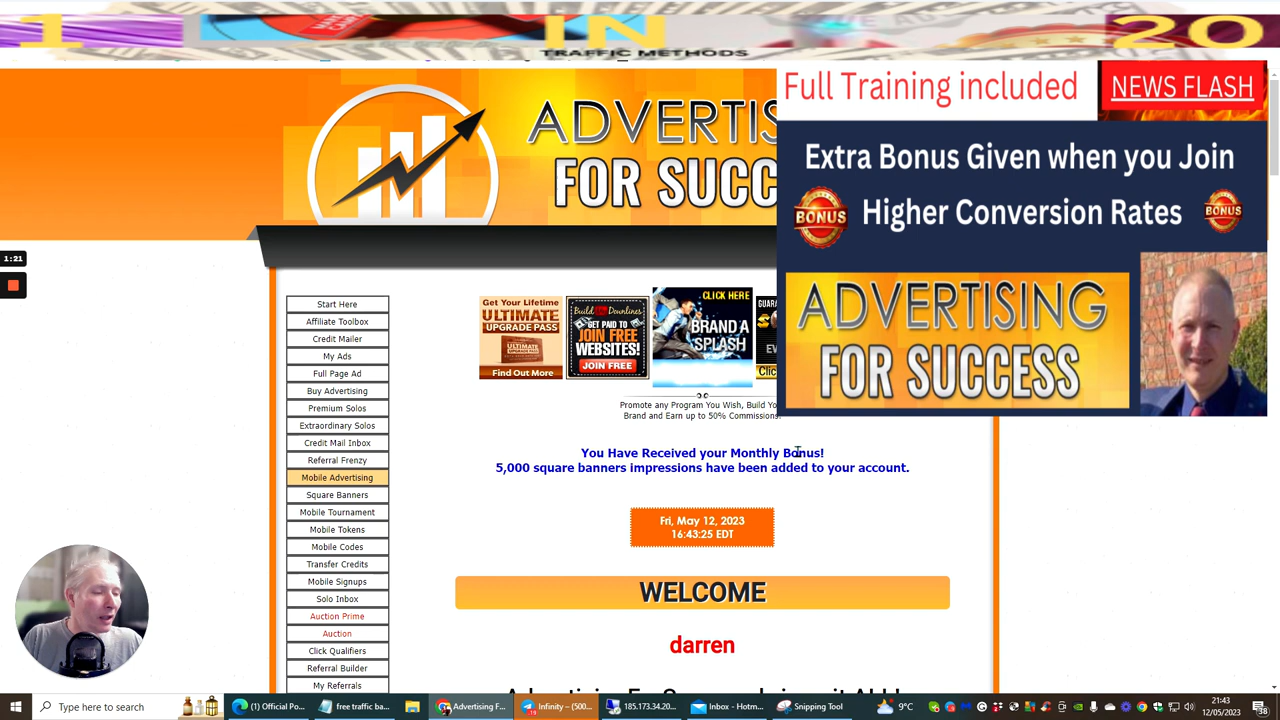 1 IN 20
TRAFFIC METHODS
ADVERTIS
FOR SUCC
Full Training included
NEWS FLASH
Extra Bonus Given when you Join
BONUS
Higher Conversion Rates
BONUS
ADVERTISING
FOR SUCCESS
1:21
Start Here
Affiliate Toolbox
Credit Mailer
My Ads
Full Page Ad
Buy Advertising
Premium Solos
Extraordinary Solos
Credit Mail Inbox
Referral Frenzy
Mobile Advertising
Square Banners
Mobile Tournament
Mobile Tokens
Mobile Codes
Transfer Credits
Mobile Signups
Solo Inbox
Auction Prime
Auction
Click Qualifiers
Referral Builder
My Referrals
Get Your Lifetime
ULTIMATE
UPGRADE PASS
ULTIMATE
Find Out More
Build Downlines
GET PAID TO
JOIN FREE
WEBSITES!
JOIN FREE
CLICK HERE
BRAND A
SPLASH
GUARA
EV
Clic
Promote any Program You Wish, Build Yo
Brand and Earn up to 50% Commissions.
You Have Received your Monthly Bonus!
5,000 square banners impressions have been added to your account.
Fri, May 12, 2023
16:43:25 EDT
WELCOME
darren
Type here to search
(1) Official Po...
free traffic ba...
Advertising F...
Infinity – (500...
185.173.34.20...
Inbox - Hotm...
Snipping Tool
9°C
21:43
12/05/2023